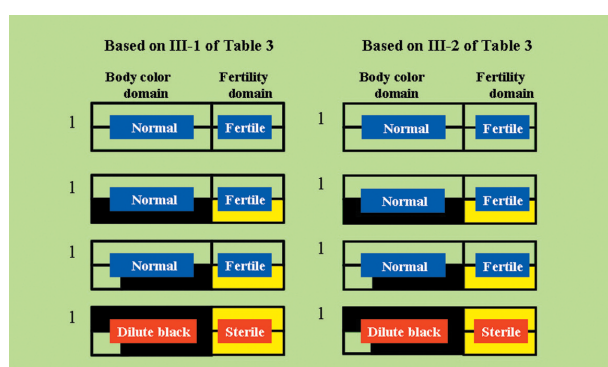 Based on III-1 of Table 3
Body color domain
Fertility domain
1 Normal Fertile
1 Normal Fertile
1 Normal Fertile
1 Dilute black Sterile
Based on III-2 of Table 3
Body color domain
Fertility domain
1 Normal Fertile
1 Normal Fertile
1 Normal Fertile
1 Dilute black Sterile